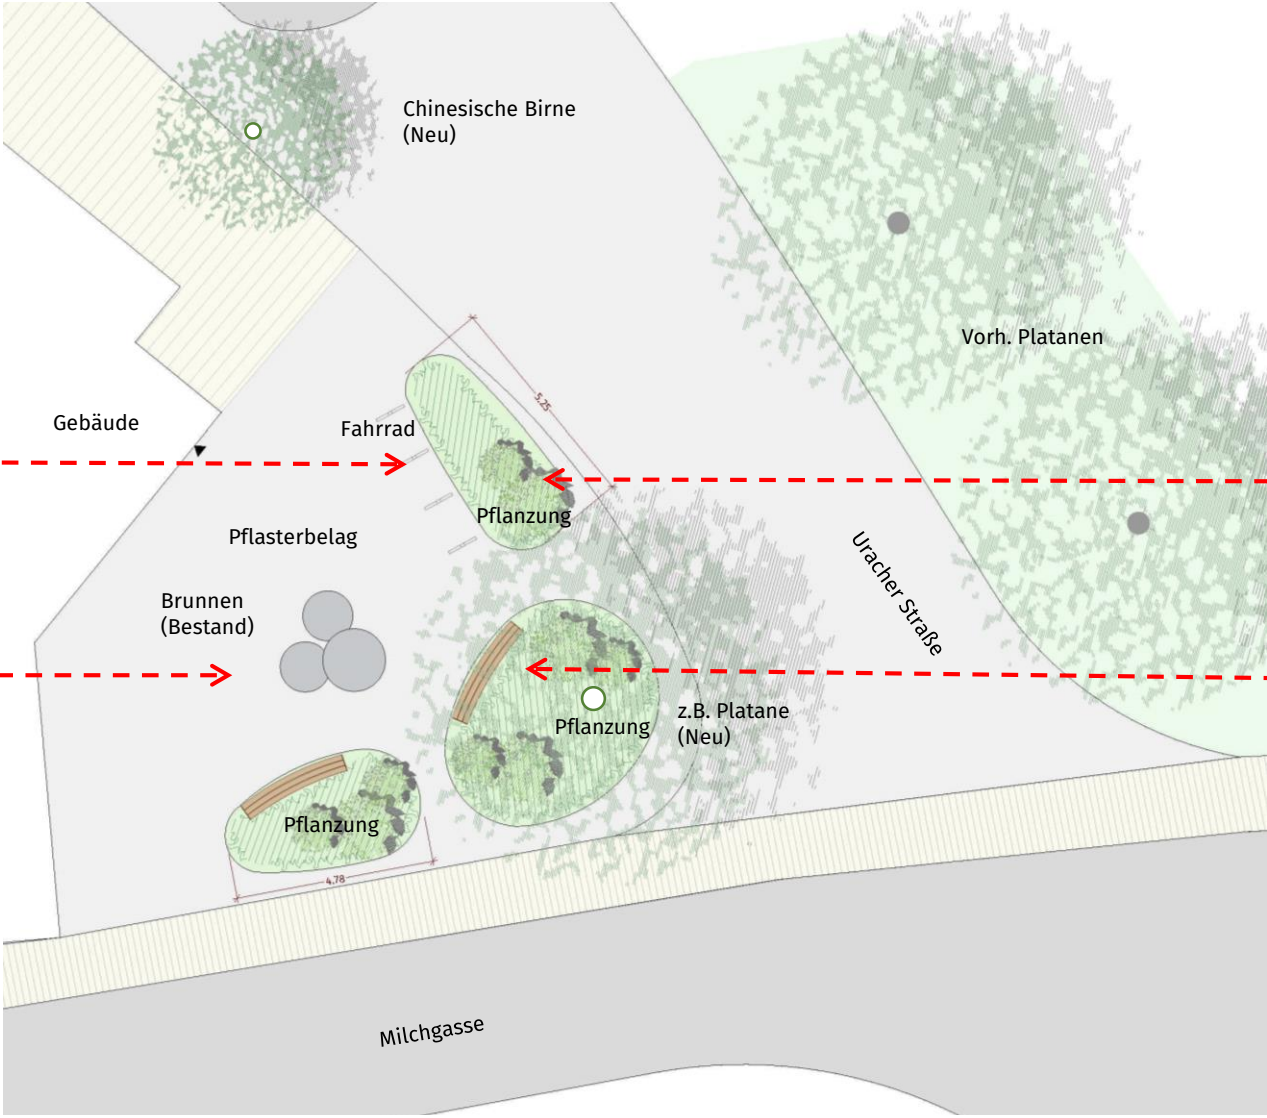 Chinesische Birne
(Neu)
Vorh. Platanen
5.25
Gebäude
Fahrrad
Pflanzung
Pflasterbelag
Uracher Straße
Brunnen
(Bestand)
z.B. Platane
(Neu)
Pflanzung
Pflanzung
4.78
Milchgasse